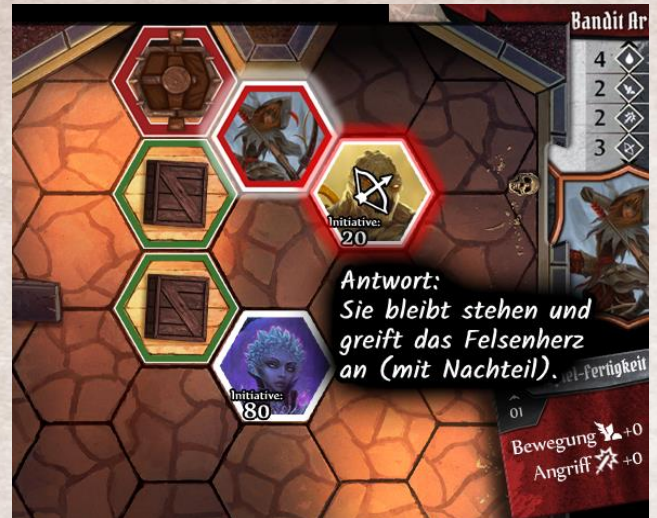 Bandit Ar
4
2
2
3
Initiative:
20
Antwort:
Sie bleibt stehen und
greift das Felsenherz
an (mit Nachteil).
Initiative:
80
iel-fertigkeit
01
Bewegung +0
Angriff +0